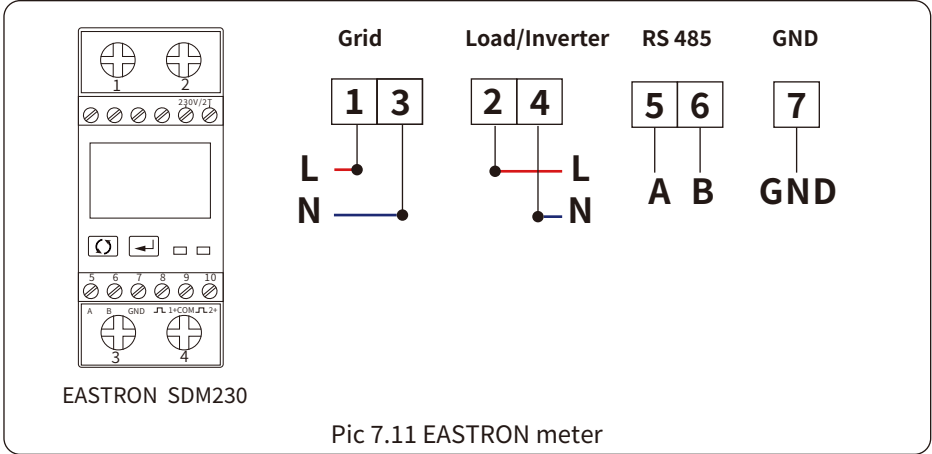 Grid Load/Inverter RS 485 GND
1 2
230V/2T
1 3 2 4 5 6 7
L L
A B GND
N N
5 6 7 8 9 10
A B GND 1+COM 2+
3 4
EASTRON SDM230
Pic 7.11 EASTRON meter